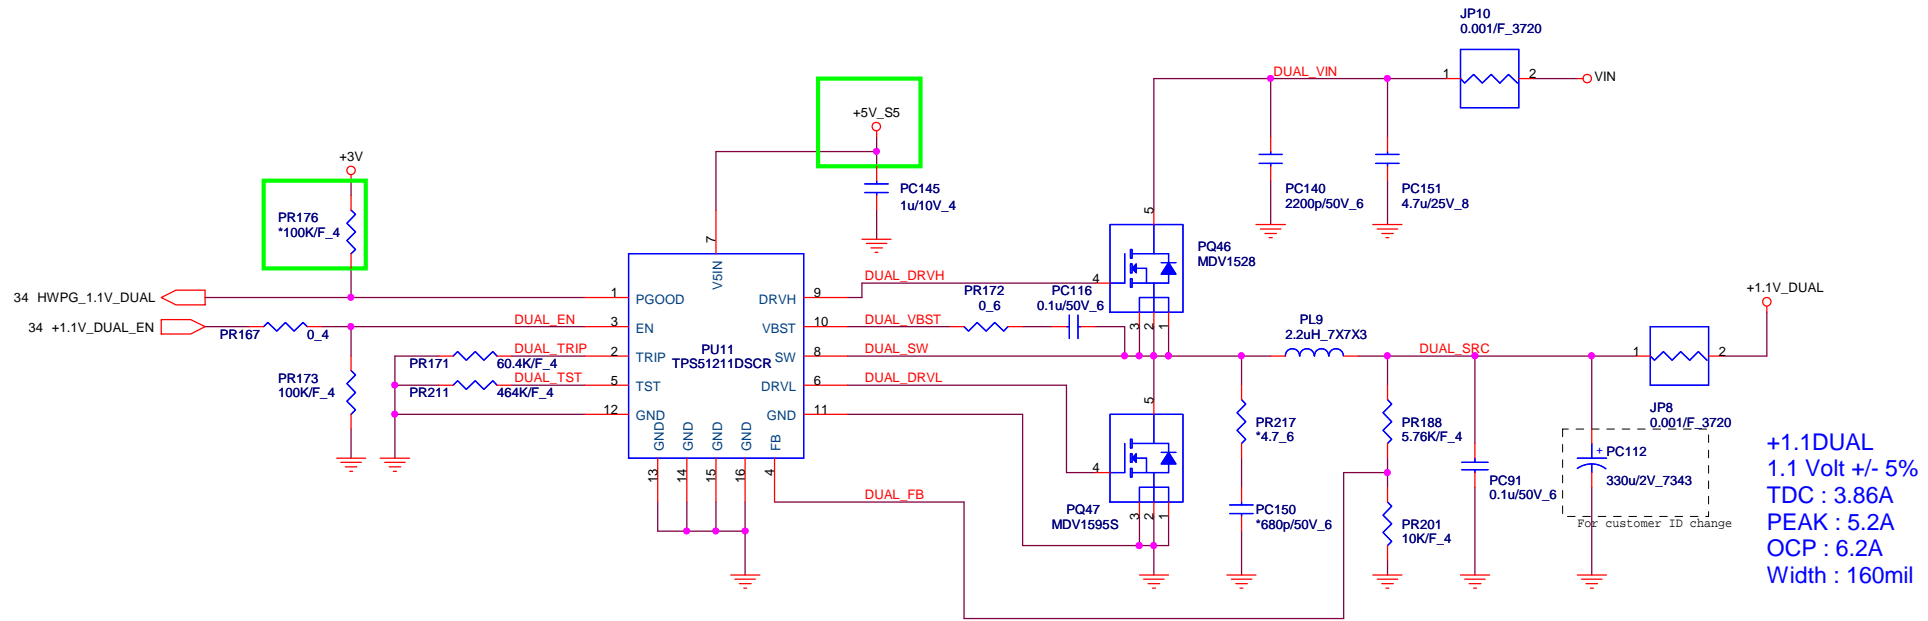 JP10
0.001/F_3720
1
2
VIN
DUAL_VIN
+5V_S5
PC145
1u/10V_4
PC140
2200p/50V_6
PC151
4.7u/25V_8
+3V
PR176
*100K/F_4
7
V5IN
5
PQ46
MDV1528
4
3
2
1
34 HWPG_1.1V_DUAL
1
PGOOD
DRVH
9
DUAL_DRVH
34 +1.1V_DUAL_EN
PR167
0_4
DUAL_EN
3
EN
VBST
10
DUAL_VBST
PR172
0_6
PC116
0.1u/50V_6
PR171
60.4K/F_4
DUAL_TRIP
2
TRIP
PU11
TPS51211DSCR
SW
8
DUAL_SW
PL9
2.2uH_7X7X3
DUAL_SRC
1
2
+1.1V_DUAL
JP8
0.001/F_3720
PR173
100K/F_4
PR211
464K/F_4
DUAL_TST
5
TST
DRVL
6
DUAL_DRVL
12
GND
GND
11
GND
GND
GND
GND
FB
13
14
15
16
4
DUAL_FB
5
4
PQ47
MDV1595S
3
2
1
PR217
*4.7_6
PC150
*680p/50V_6
PR188
5.76K/F_4
PR201
10K/F_4
PC91
0.1u/50V_6
+ PC112
330u/2V_7343
For customer ID change
+1.1DUAL
1.1 Volt +/- 5%
TDC : 3.86A
PEAK : 5.2A
OCP : 6.2A
Width : 160mil